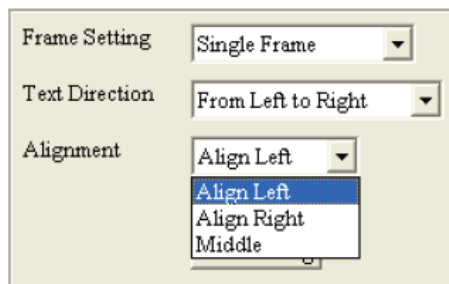 Frame Setting Single Frame
Text Direction From Left to Right
Alignment Align Left
Align Left
Align Right
Middle